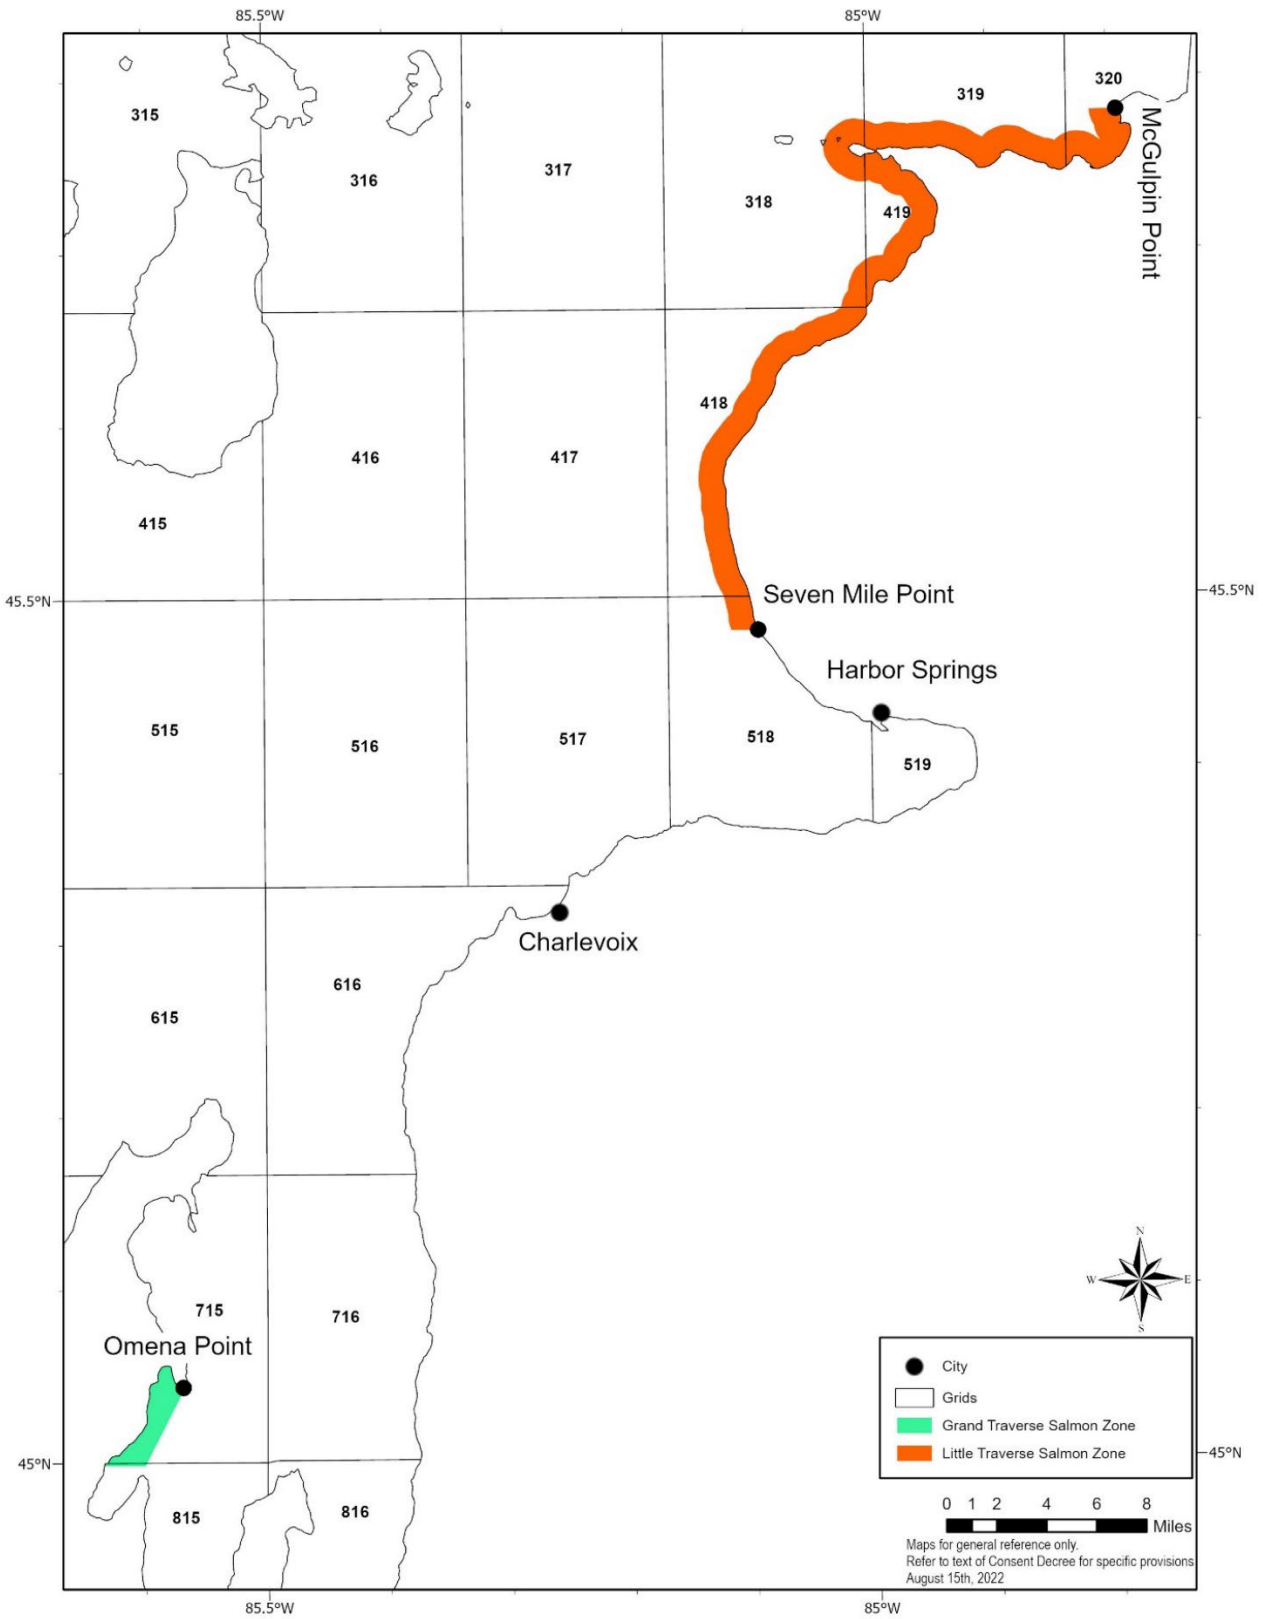 85.5°W
85°W
320
319
315
McGulpin Point
317
316
318
419
418
416
417
415
45.5°N
Seven Mile Point
45.5°N
Harbor Springs
515
518
517
516
519
Charlevoix
616
615
N
W
E
S
715
716
Omena Point
City
Grids
Grand Traverse Salmon Zone
Little Traverse Salmon Zone
45°N
45°N
0 1 2 4 6 8
815
816
Miles
Maps for general reference only.
Refer to text of Consent Decree for specific provisions
August 15th, 2022
85.5°W
85°W